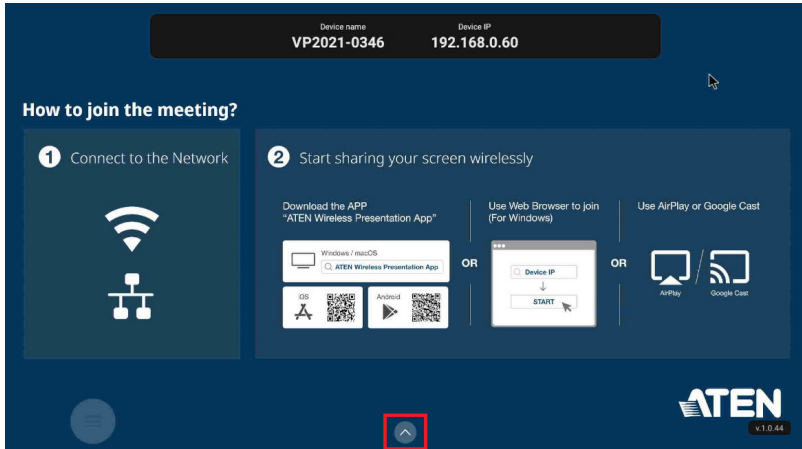 Device name
VP2021-0346
Device IP
192.168.0.60
How to join the meeting?
1 Connect to the Network
2 Start sharing your screen wirelessly
Download the APP
“ATEN Wireless Presentation App”
Windows / macOS
ATEN Wireless Presentation App
iOS
Android
OR
Use Web Browser to join
(For Windows)
Device IP
START
OR
Use AirPlay or Google Cast
AirPlay
Google Cast
ATEN
v.1.0.44